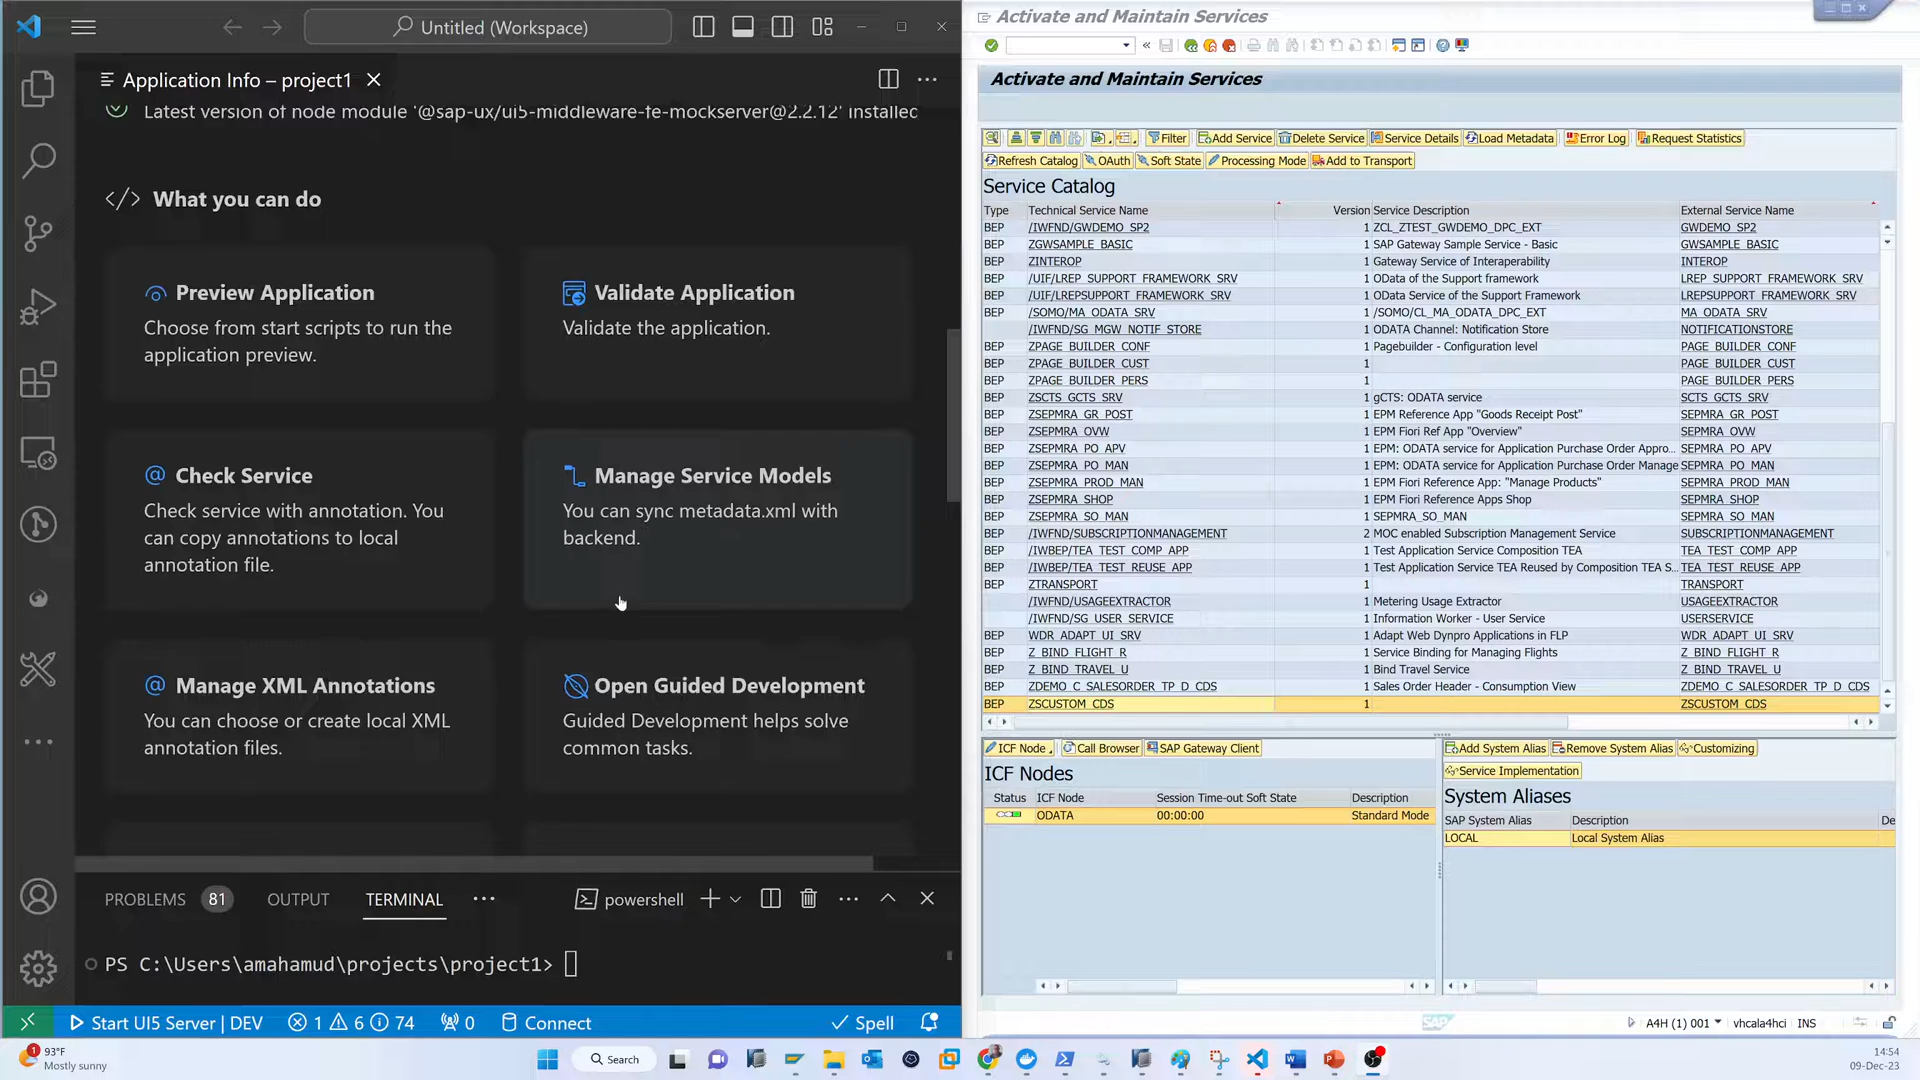 Untitled (Workspace)
Application Info – project1
Latest version of node module '@sap-ux/ui5-middleware-fe-mockserver@2.2.12' installed
What you can do
Preview Application
Choose from start scripts to run the
application preview.
Validate Application
Validate the application.
Check Service
Check service with annotation. You
can copy annotations to local
annotation file.
Manage Service Models
You can sync metadata.xml with
backend.
Manage XML Annotations
You can choose or create local XML
annotation files.
Open Guided Development
Guided Development helps solve
common tasks.
PROBLEMS 81 OUTPUT TERMINAL
powershell
PS C:\Users\amahamud\projects\project1>
Start UI5 Server | DEV 1 6 74 0 Connect Spell
Activate and Maintain Services
Activate and Maintain Services
Filter Add Service Delete Service Service Details Load Metadata Error Log Request Statistics
Refresh Catalog OAuth Soft State Processing Mode Add to Transport
Service Catalog
Type Technical Service Name Version Service Description External Service Name
BEP /IWFND/GWDEMO_SP2 1 ZCL_ZTEST_GWDEMO_DPC_EXT GWDEMO_SP2
BEP ZGWSAMPLE_BASIC 1 SAP Gateway Sample Service - Basic GWSAMPLE_BASIC
BEP ZINTEROP 1 Gateway Service of Interaperability INTEROP
BEP /UIF/LREP_SUPPORT_FRAMEWORK_SRV 1 OData of the Support framework LREP_SUPPORT_FRAMEWORK_SRV
BEP /UIF/LREPSUPPORT_FRAMEWORK_SRV 1 OData Service of the Support Framework LREPSUPPORT_FRAMEWORK_SRV
BEP /SOMO/MA_ODATA_SRV 1 /SOMO/CL_MA_ODATA_DPC_EXT MA_ODATA_SRV
/IWFND/SG_MGW_NOTIF_STORE 1 ODATA Channel: Notification Store NOTIFICATIONSTORE
BEP ZPAGE_BUILDER_CONF 1 Pagebuilder - Configuration level PAGE_BUILDER_CONF
BEP ZPAGE_BUILDER_CUST 1 PAGE_BUILDER_CUST
BEP ZPAGE_BUILDER_PERS 1 PAGE_BUILDER_PERS
BEP ZSCTS_GCTS_SRV 1 gCTS: ODATA service SCTS_GCTS_SRV
BEP ZSEPMRA_GR_POST 1 EPM Reference App "Goods Receipt Post" SEPMRA_GR_POST
BEP ZSEPMRA_OVW 1 EPM Fiori Ref App "Overview" SEPMRA_OVW
BEP ZSEPMRA_PO_APV 1 EPM: ODATA service for Application Purchase Order Appro... SEPMRA_PO_APV
BEP ZSEPMRA_PO_MAN 1 EPM: ODATA service for Application Purchase Order Manage SEPMRA_PO_MAN
BEP ZSEPMRA_PROD_MAN 1 EPM Fiori Reference App: "Manage Products" SEPMRA_PROD_MAN
BEP ZSEPMRA_SHOP 1 EPM Fiori Reference Apps Shop SEPMRA_SHOP
BEP ZSEPMRA_SO_MAN 1 SEPMRA_SO_MAN SEPMRA_SO_MAN
BEP /IWFND/SUBSCRIPTIONMANAGEMENT 2 MOC enabled Subscription Management Service SUBSCRIPTIONMANAGEMENT
BEP /IWBEP/TEA_TEST_COMP_APP 1 Test Application Service Composition TEA TEA_TEST_COMP_APP
BEP /IWBEP/TEA_TEST_REUSE_APP 1 Test Application Service TEA Reused by Composition TEA S... TEA_TEST_REUSE_APP
BEP ZTRANSPORT 1 TRANSPORT
/IWFND/USAGEEXTRACTOR 1 Metering Usage Extractor USAGEEXTRACTOR
/IWFND/SG_USER_SERVICE 1 Information Worker - User Service USERSERVICE
BEP WDR_ADAPT_UI_SRV 1 Adapt Web Dynpro Applications in FLP WDR_ADAPT_UI_SRV
BEP Z_BIND_FLIGHT_R 1 Service Binding for Managing Flights Z_BIND_FLIGHT_R
BEP Z_BIND_TRAVEL_U 1 Bind Travel Service Z_BIND_TRAVEL_U
BEP ZDEMO_C_SALESORDER_TP_D_CDS 1 Sales Order Header - Consumption View ZDEMO_C_SALESORDER_TP_D_CDS
BEP ZSCUSTOM_CDS 1 ZSCUSTOM_CDS
ICF Node Call Browser SAP Gateway Client
ICF Nodes
Status ICF Node Session Time-out Soft State Description
ODATA 00:00:00 Standard Mode
Add System Alias Remove System Alias Customizing
Service Implementation
System Aliases
SAP System Alias Description De
LOCAL Local System Alias
SAP
A4H (1) 001 vhcala4hci INS
1
93°F
Mostly sunny
Search
14:54
09-Dec-23